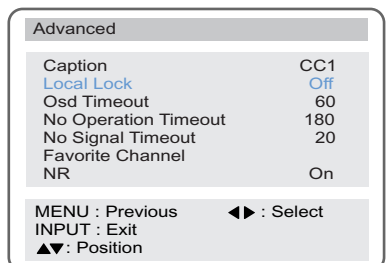 Advanced
Caption CC1
Local Lock Off
Osd Timeout 60
No Operation Timeout 180
No Signal Timeout 20
Favorite Channel
NR On
MENU : Previous ◀▶ : Select
INPUT : Exit
▲▼: Position